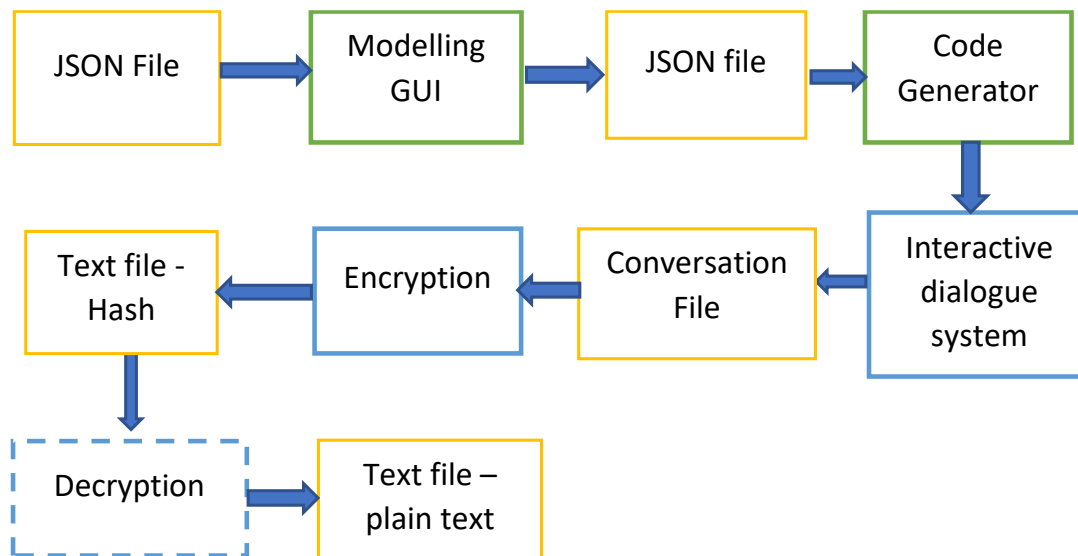 JSON File
Modelling
GUI
JSON file
Code
Generator
Text file -
Hash
Encryption
Conversation
File
Interactive
dialogue
system
Decryption
Text file –
plain text